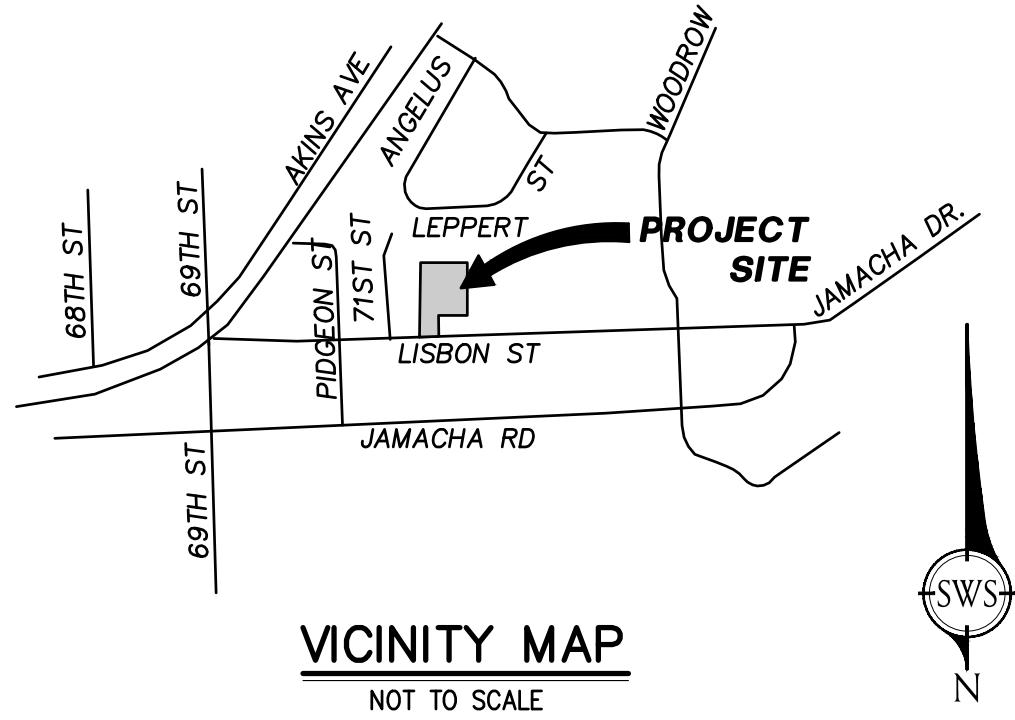 WOODROW
AKINS AVE
ANGELUS
ST
68TH ST
69TH ST
71ST ST
LEPPERT
PIDGEON ST
PROJECT
SITE
JAMACHA DR.
LISBON ST
JAMACHA RD
69TH ST
SWS
N
VICINITY MAP
NOT TO SCALE